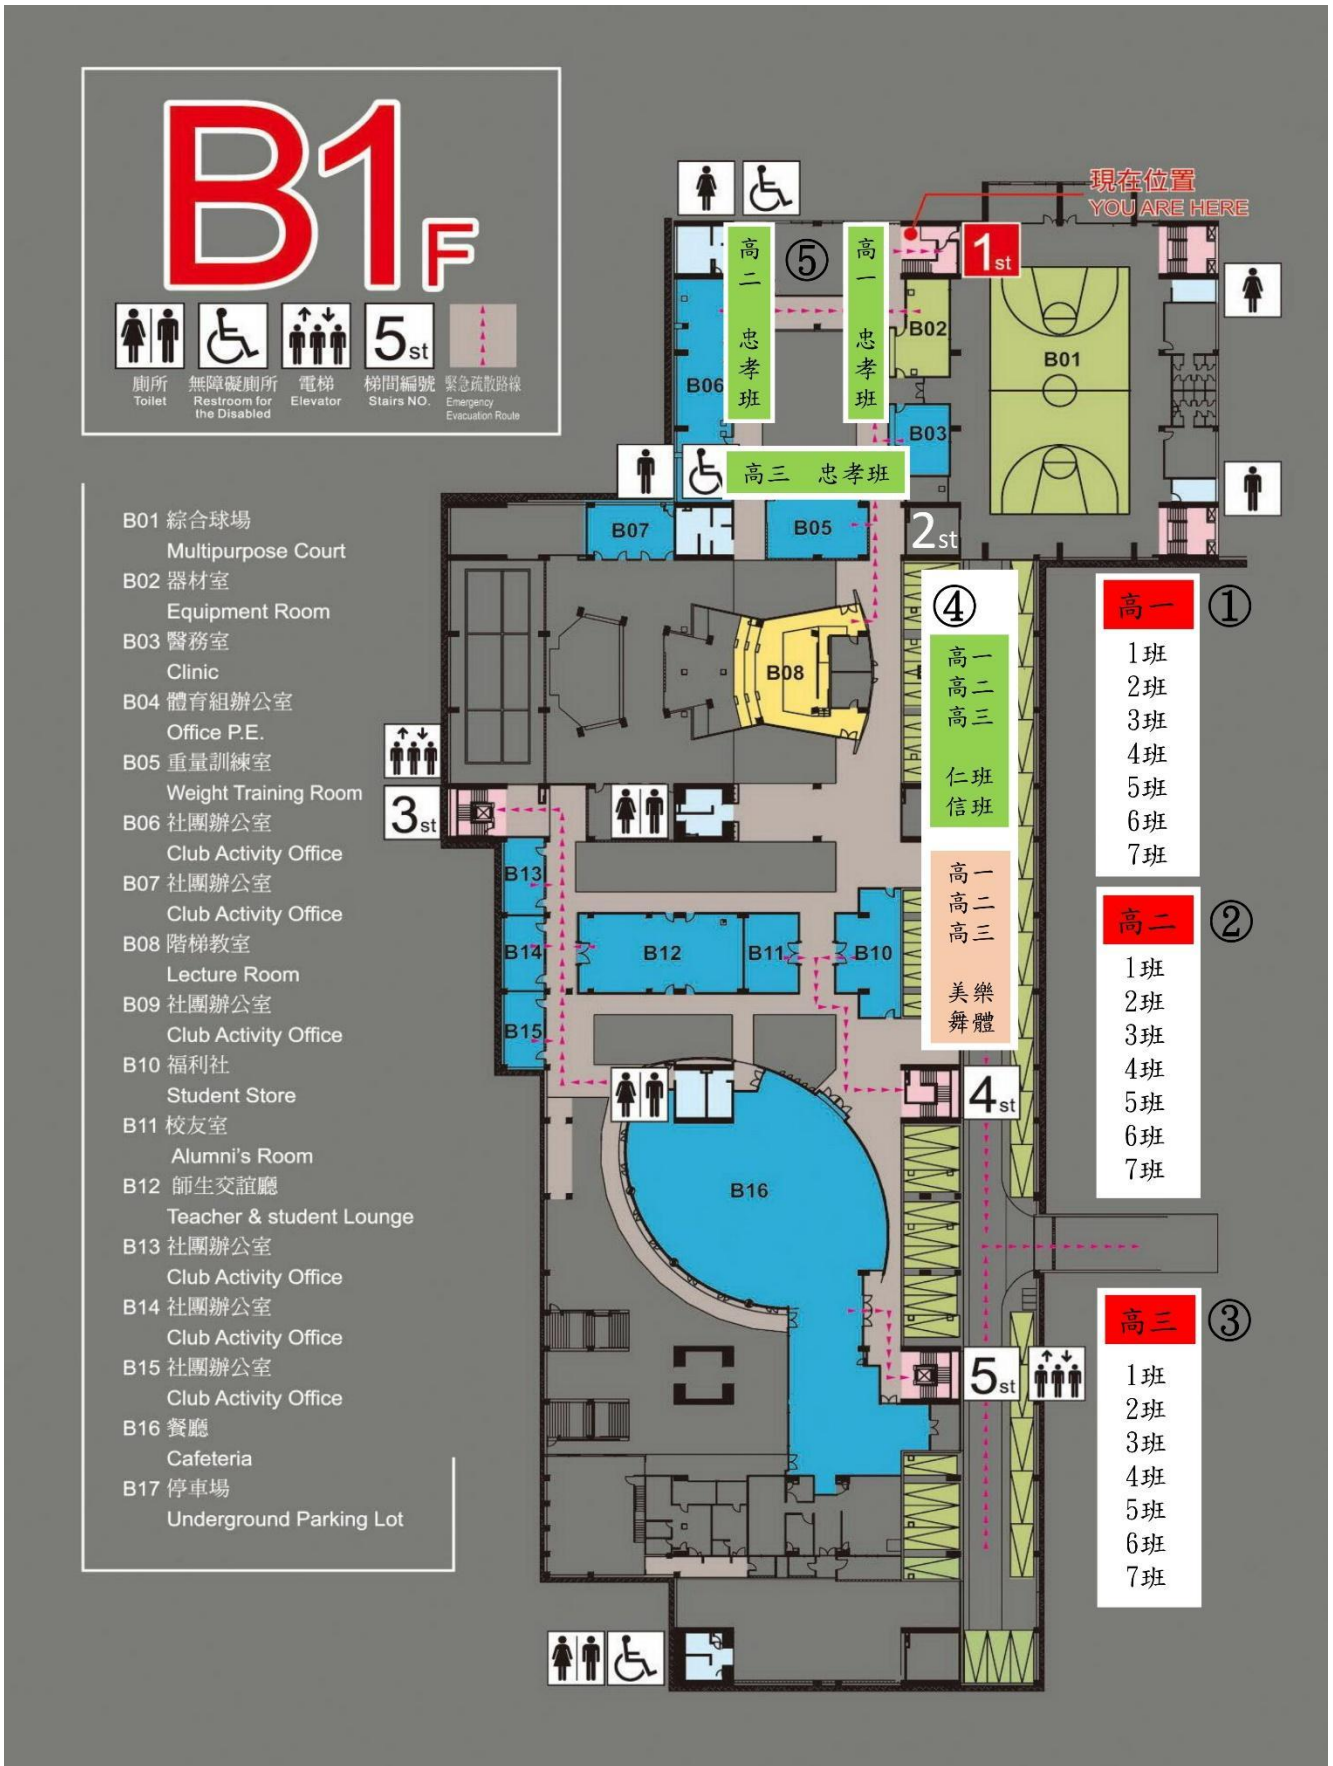 B1F
廁所
Toilet
無障礙廁所
Restroom for
the Disabled
電梯
Elevator
5st
梯間編號
Stairs NO.
緊急疏散路線
Emergency
Evacuation Route
B01 綜合球場
Multipurpose Court
B02 器材室
Equipment Room
B03 醫務室
Clinic
B04 體育組辦公室
Office P.E.
B05 重量訓練室
Weight Training Room
B06 社團辦公室
Club Activity Office
B07 社團辦公室
Club Activity Office
B08 階梯教室
Lecture Room
B09 社團辦公室
Club Activity Office
B10 福利社
Student Store
B11 校友室
Alumni's Room
B12 師生交誼廳
Teacher & student Lounge
B13 社團辦公室
Club Activity Office
B14 社團辦公室
Club Activity Office
B15 社團辦公室
Club Activity Office
B16 餐廳
Cafeteria
B17 停車場
Underground Parking Lot
現在位置
YOU ARE HERE
1st
高二 忠孝班
⑤
高一 忠孝班
B02
B01
B06
B03
高三 忠孝班
B07
B05
2st
B08
3st
B13
B14
B12
B11
B10
B15
4st
B16
5st
④
高一
高二
高三
仁班
信班
高一
高二
高三
美樂
舞體
高一 ①
1班
2班
3班
4班
5班
6班
7班
高二 ②
1班
2班
3班
4班
5班
6班
7班
高三 ③
1班
2班
3班
4班
5班
6班
7班